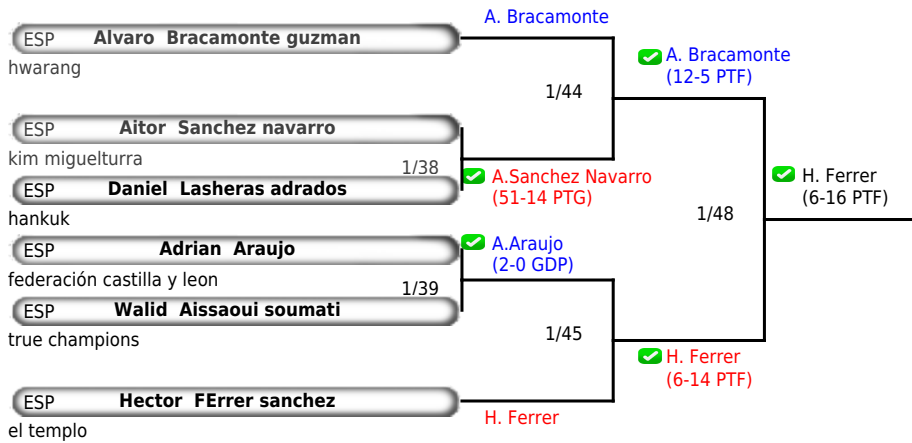 A. Bracamonte
ESP Alvaro Bracamonte guzman
hwarang
A. Bracamonte
(12-5 PTF)
1/44
ESP Aitor Sanchez navarro
kim miguelturra
1/38
A.Sanchez Navarro
(51-14 PTG)
ESP Daniel Lasheras adrados
hankuk
H. Ferrer
(6-16 PTF)
1/48
ESP Adrian Araujo
federación castilla y leon
A.Araujo
(2-0 GDP)
1/39
ESP Walid Aissaoui soumati
true champions
1/45
H. Ferrer
(6-14 PTF)
ESP Hector FErrer sanchez
el templo
H. Ferrer